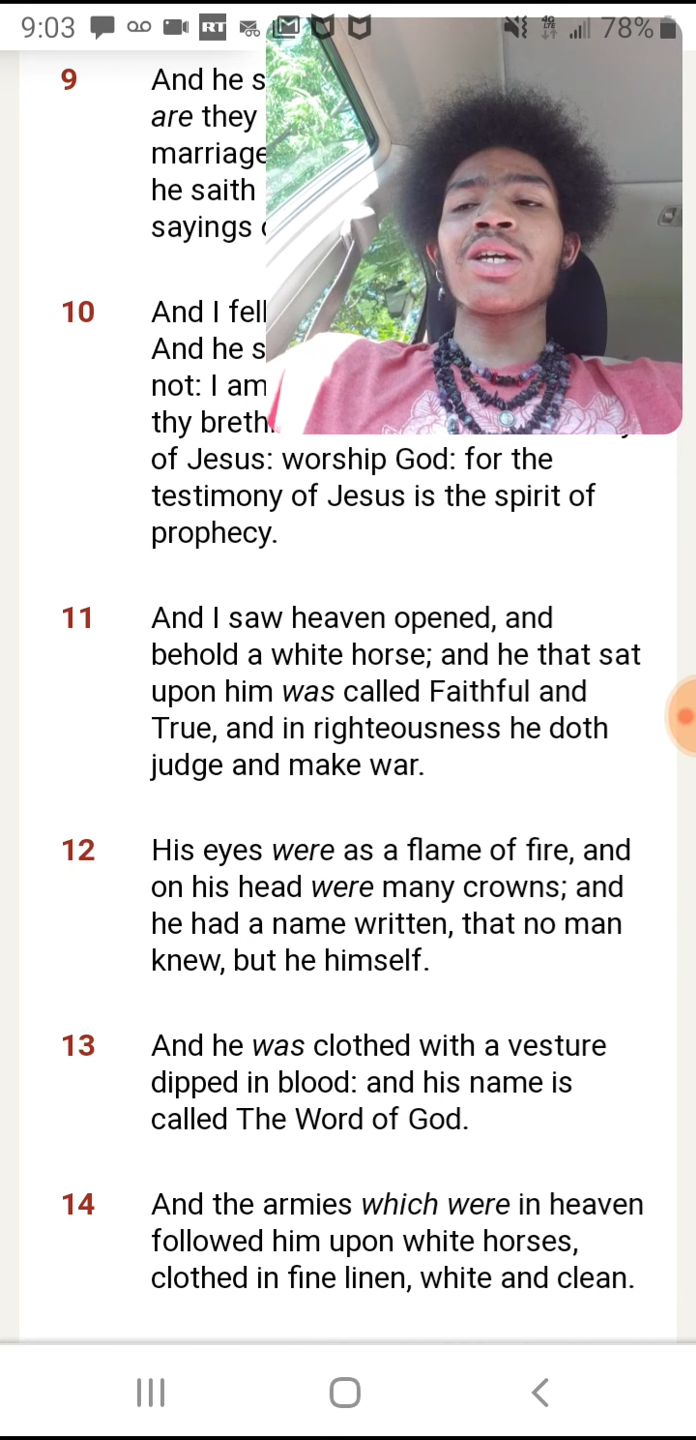 9:03 RT 4G LTE 78%
9 And he s
are they
marriage
he saith
sayings
10 And I fell
And he s
not: I am
thy breth
of Jesus: worship God: for the
testimony of Jesus is the spirit of
prophecy.
11 And I saw heaven opened, and
behold a white horse; and he that sat
upon him was called Faithful and
True, and in righteousness he doth
judge and make war.
12 His eyes were as a flame of fire, and
on his head were many crowns; and
he had a name written, that no man
knew, but he himself.
13 And he was clothed with a vesture
dipped in blood: and his name is
called The Word of God.
14 And the armies which were in heaven
followed him upon white horses,
clothed in fine linen, white and clean.